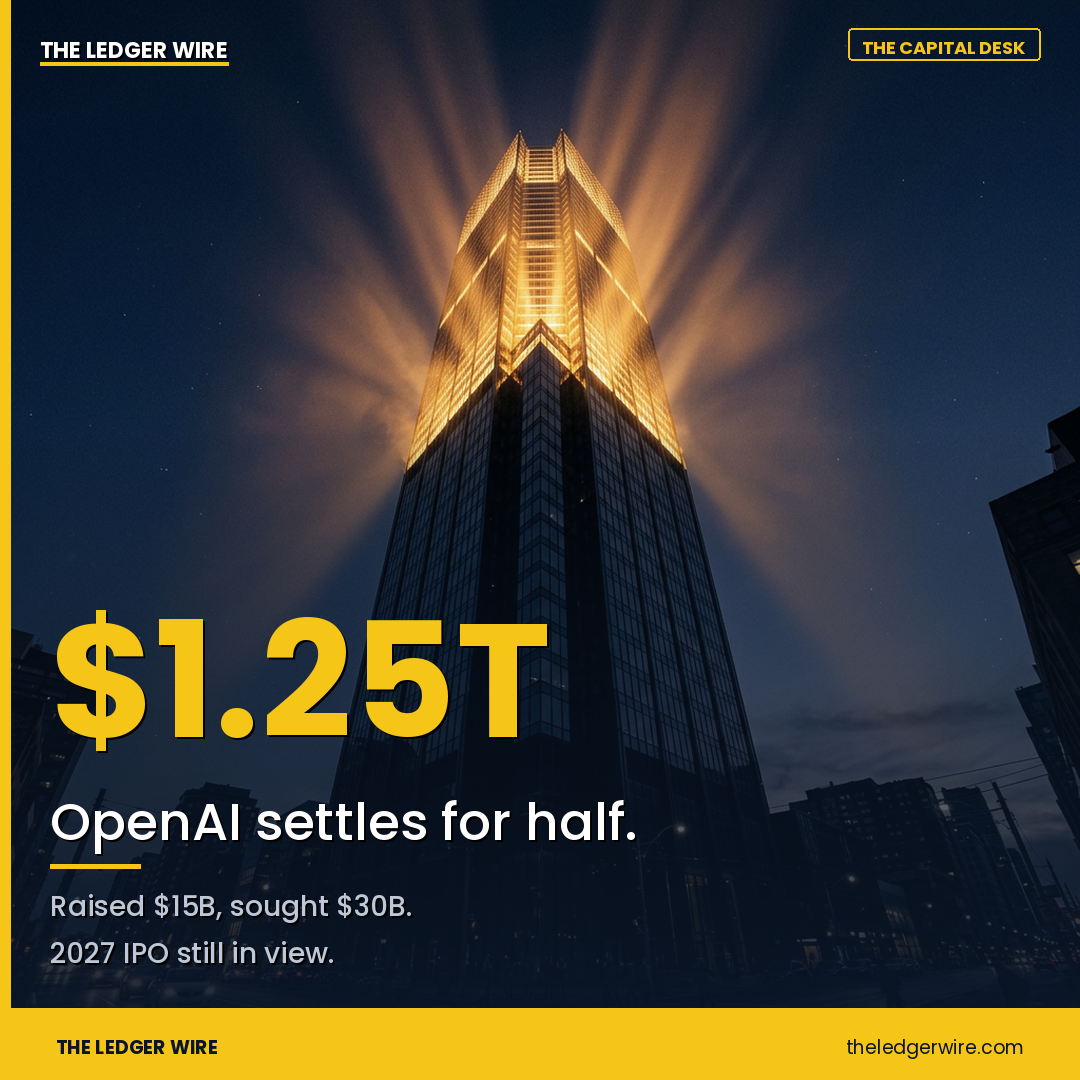 THE LEDGER WIRE
THE CAPITAL DESK
$1.25T
OpenAI settles for half.
Raised $15B, sought $30B.
2027 IPO still in view.
THE LEDGER WIRE
theledgerwire.com